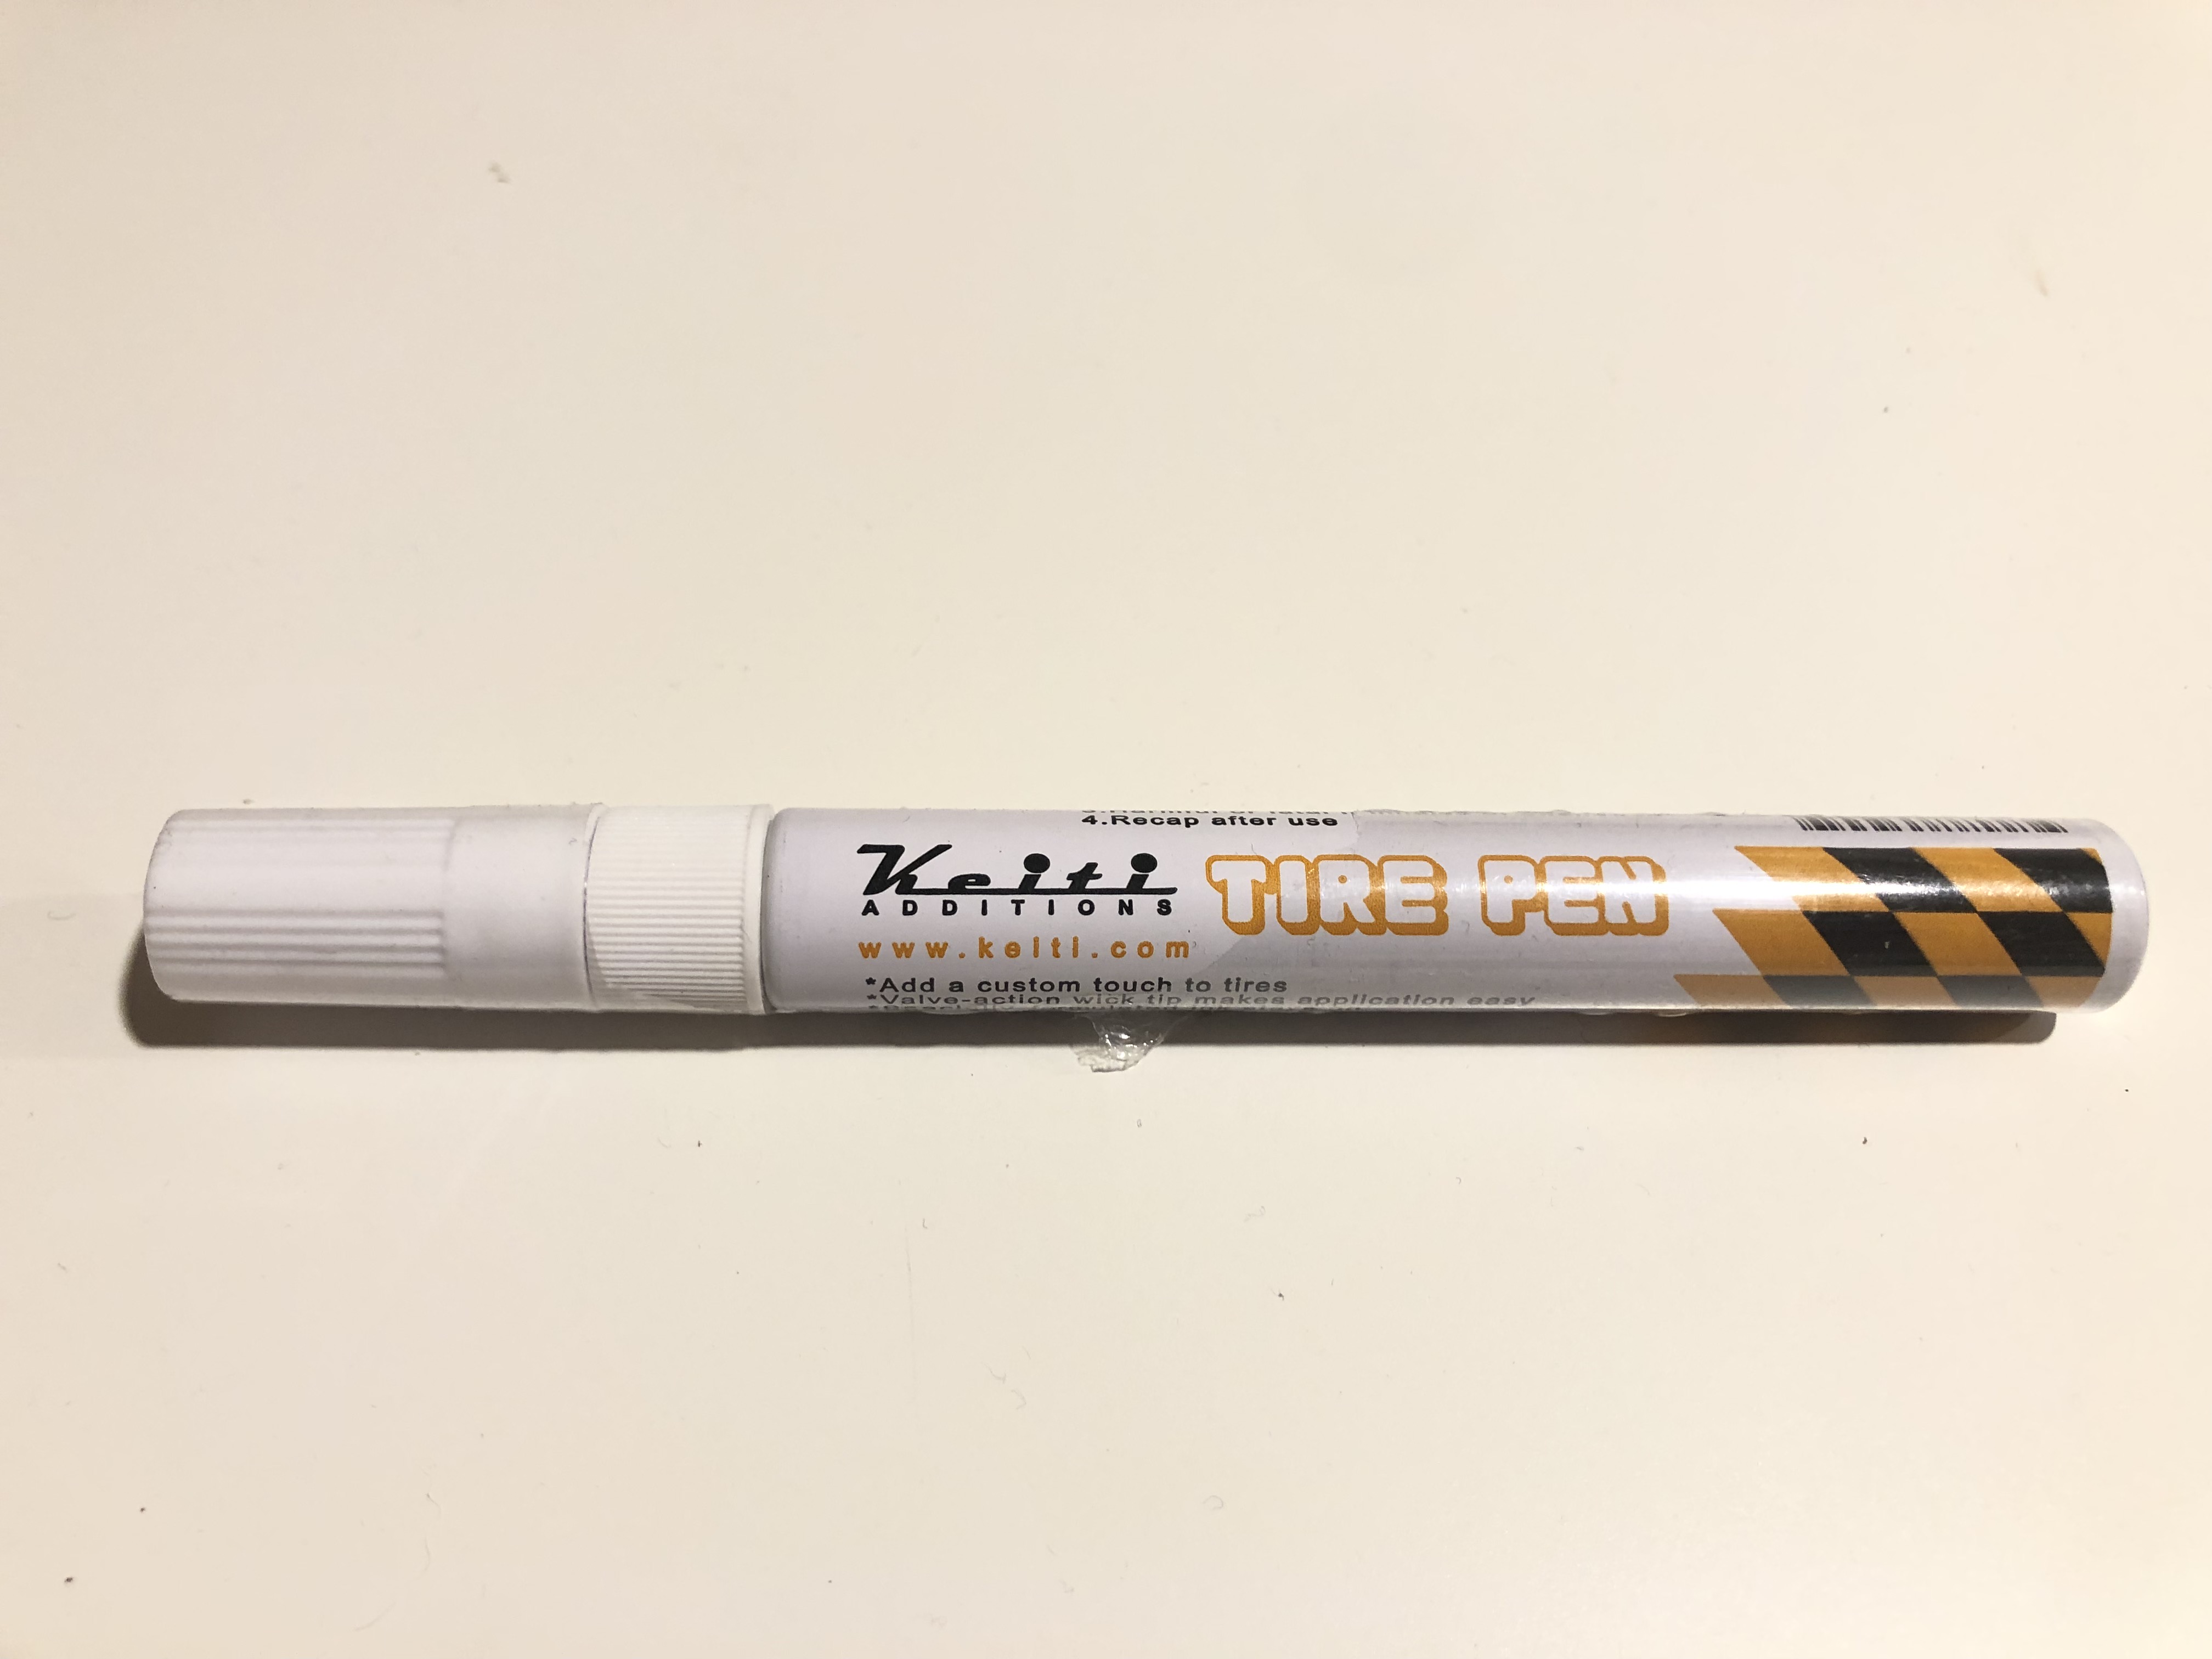 4.Recap after use
Keiti
ADDITIONS
TIRE PEN
www.keiti.com
*Add a custom touch to tires
*Valve-action wick tip makes application easy